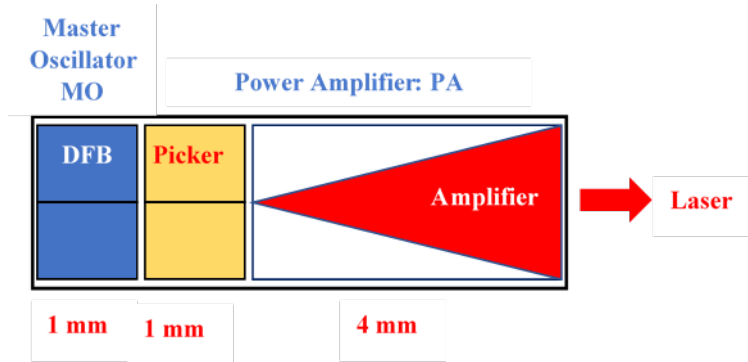 Master
Oscillator
MO
Power Amplifier: PA
DFB
Picker
Amplifier
Laser
1 mm
1 mm
4 mm